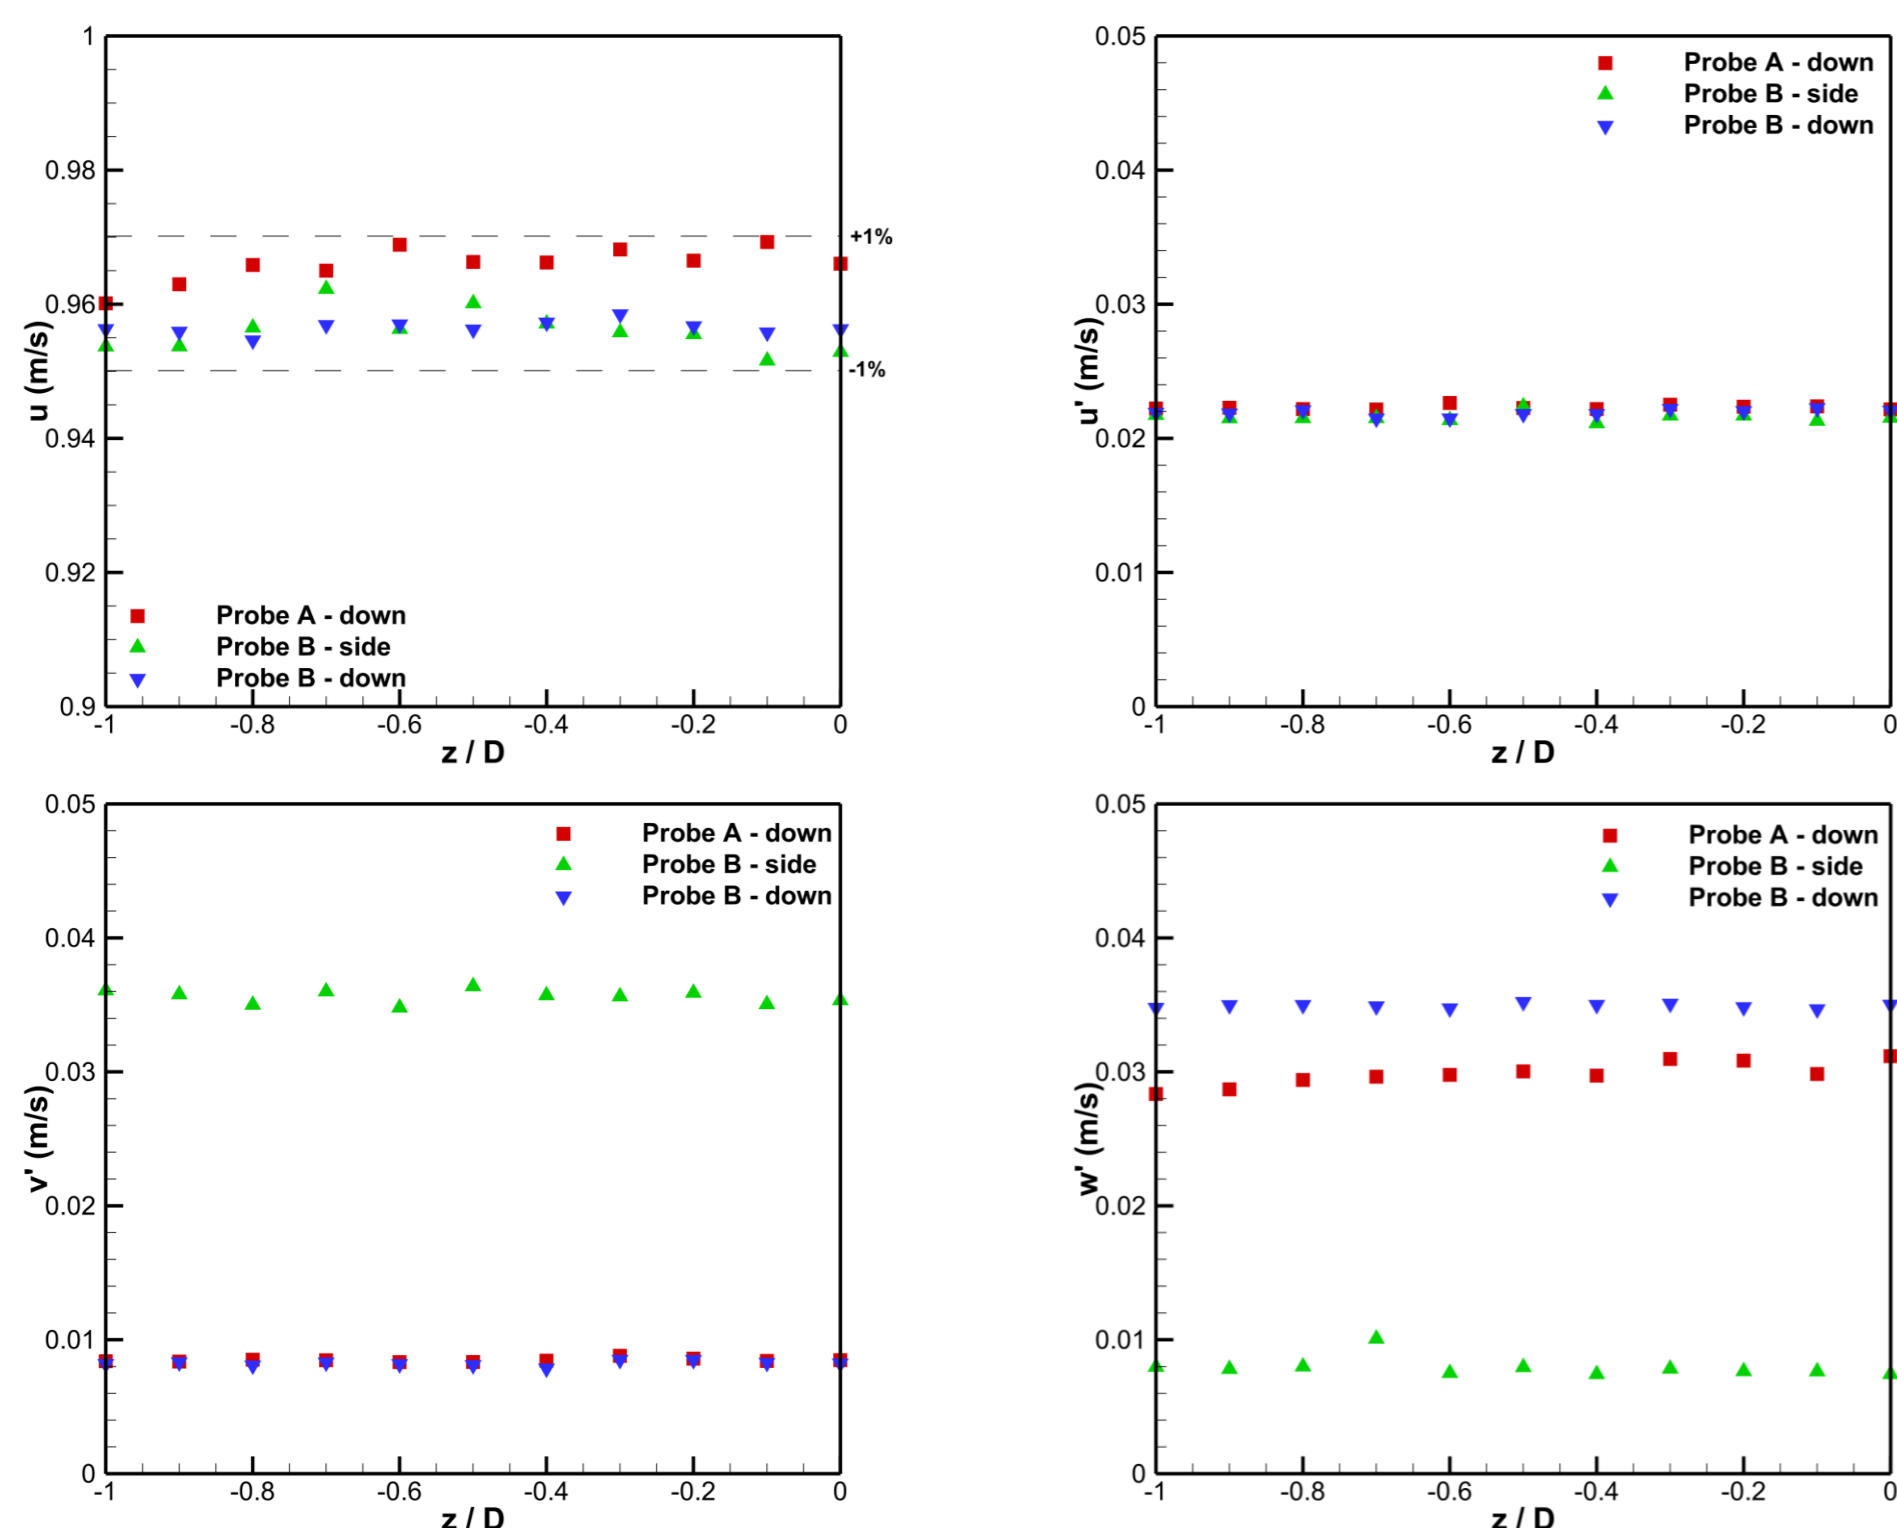 1
0.98
0.96
0.94
0.92
0.9
u (m/s)
+1%
-1%
Probe A - down
Probe B - side
Probe B - down
-1 -0.8 -0.6 -0.4 -0.2 0
z / D
0.05
0.04
0.03
0.02
0.01
0
u' (m/s)
Probe A - down
Probe B - side
Probe B - down
-1 -0.8 -0.6 -0.4 -0.2 0
z / D
0.05
0.04
0.03
0.02
0.01
0
v' (m/s)
Probe A - down
Probe B - side
Probe B - down
-1 -0.8 -0.6 -0.4 -0.2 0
z / D
0.05
0.04
0.03
0.02
0.01
0
w' (m/s)
Probe A - down
Probe B - side
Probe B - down
-1 -0.8 -0.6 -0.4 -0.2 0
z / D